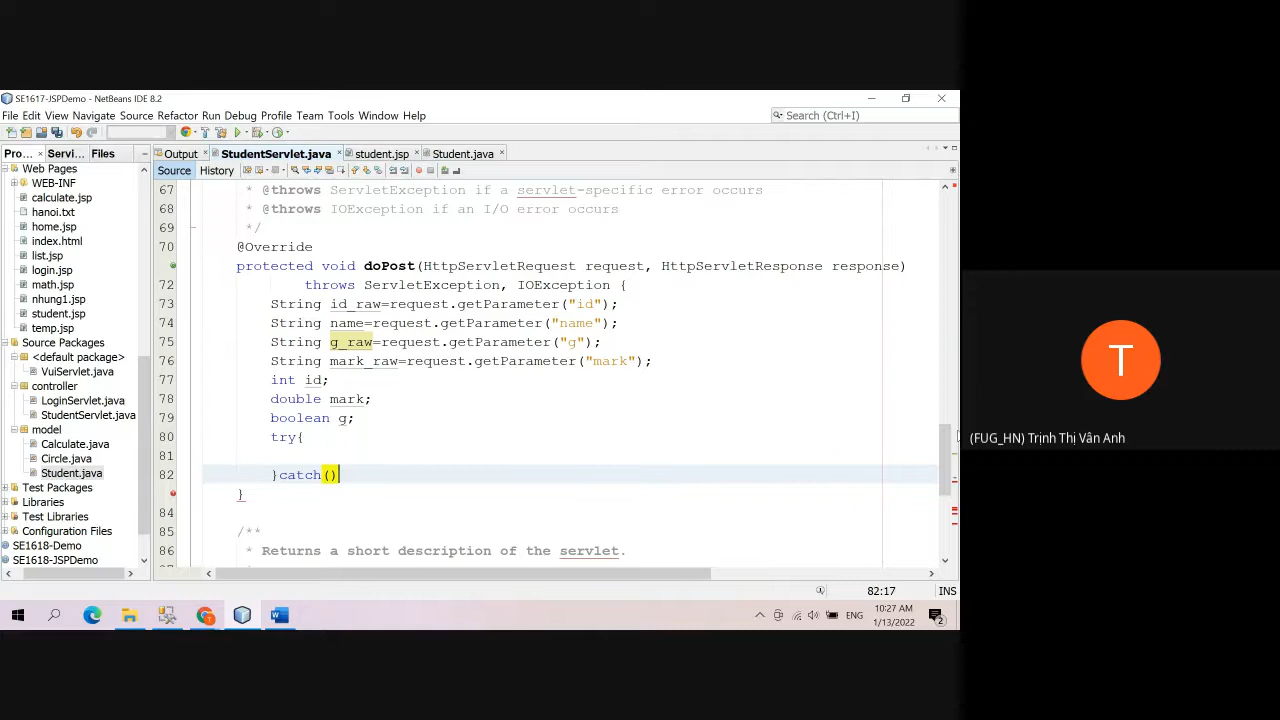 SE1617-JSPDemo - NetBeans IDE 8.2
File Edit View Navigate Source Refactor Run Debug Profile Team Tools Window Help
Search (Ctrl+I)
Pro... Servi... Files
Output StudentServlet.java student.jsp Student.java
Source History
Web Pages
WEB-INF
calculate.jsp
hanoi.txt
home.jsp
index.html
list.jsp
login.jsp
math.jsp
nhung1.jsp
student.jsp
temp.jsp
Source Packages
<default package>
VuiServlet.java
controller
LoginServlet.java
StudentServlet.java
model
Calculate.java
Circle.java
Student.java
Test Packages
Libraries
Test Libraries
Configuration Files
SE1618-Demo
SE1618-JSPDemo
67 * @throws ServletException if a servlet-specific error occurs
68 * @throws IOException if an I/O error occurs
69 */
70 @Override
protected void doPost(HttpServletRequest request, HttpServletResponse response)
72 throws ServletException, IOException {
73 String id_raw=request.getParameter("id");
74 String name=request.getParameter("name");
75 String g_raw=request.getParameter("g");
76 String mark_raw=request.getParameter("mark");
77 int id;
78 double mark;
79 boolean g;
80 try{
81
82 }catch()
}
84
85 /**
86 * Returns a short description of the servlet.
82:17 INS
ENG
10:27 AM
1/13/2022
2
T
(FUG_HN) Trịnh Thị Vân Anh